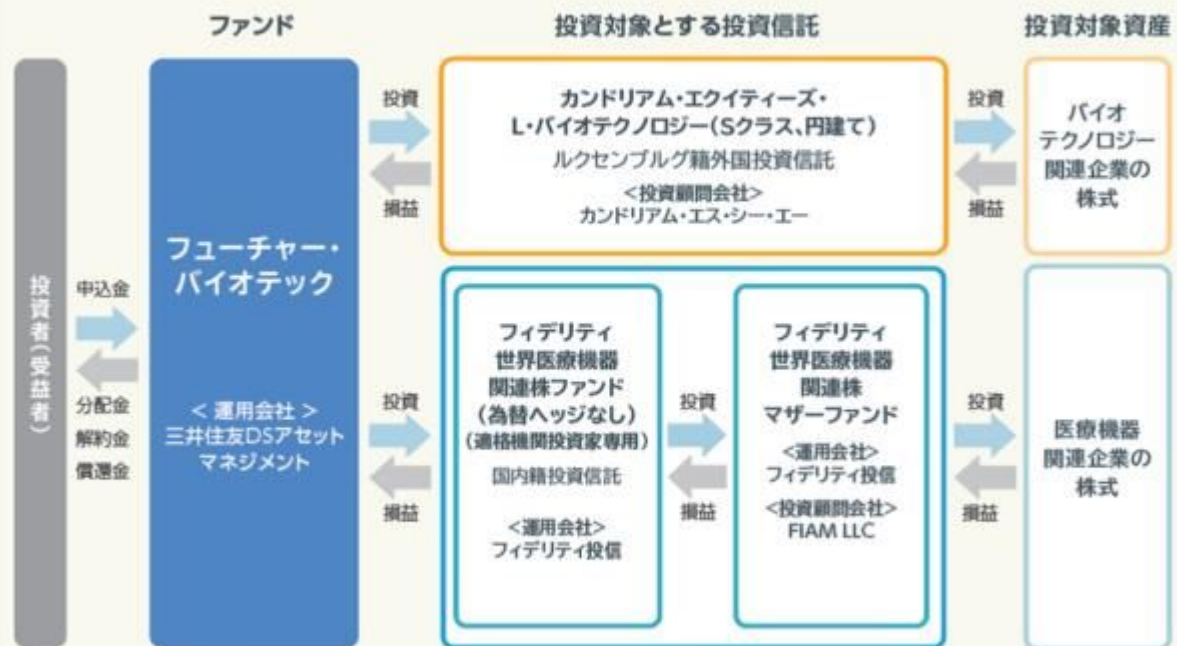 ファンド
投資対象とする投資信託
投資対象資産
投資者(受益者)
申込金
分配金
解約金
償還金
フューチャー・
バイオテック
< 運用会社 >
三井住友DSアセット
マネジメント
投資
損益
カンドリアム・エクイティーズ・
L・バイオテクノロジー(Sクラス、円建て)
ルクセンブルグ籍外国投資信託
<投資顧問会社>
カンドリアム・エス・シー・エー
投資
損益
バイオ
テクノロジー
関連企業の
株式
投資
損益
フィデリティ
世界医療機器
関連株ファンド
(為替ヘッジなし)
(適格機関投資家専用)
国内籍投資信託
<運用会社>
フィデリティ投信
投資
損益
フィデリティ
世界医療機器
関連株
マザーファンド
<運用会社>
フィデリティ投信
<投資顧問会社>
FIAM LLC
投資
損益
医療機器
関連企業の
株式